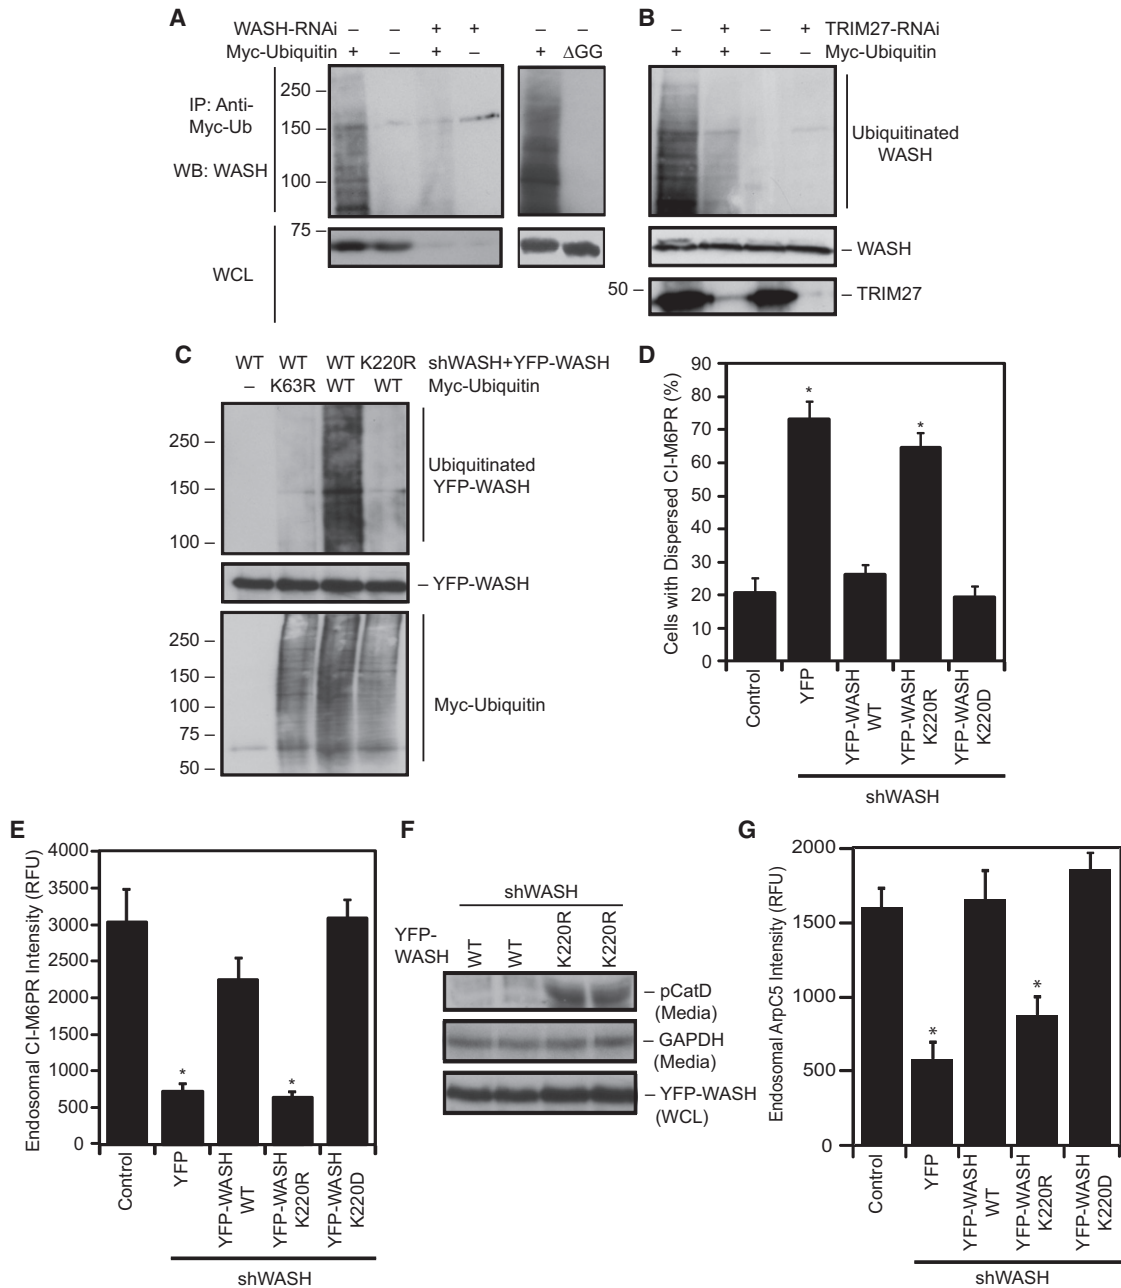 A
WASH-RNAi – – + + –
Myc-Ubiquitin + – + – + ΔGG
IP: Anti-
Myc-Ub
WB: WASH
250 –
150 –
100 –
75 –
WCL
B
– + – + TRIM27-RNAi
+ + – – Myc-Ubiquitin
Ubiquitinated
WASH
– WASH
50 –
– TRIM27
C
WT WT WT K220R shWASH+YFP-WASH
– K63R WT WT Myc-Ubiquitin
250 –
150 –
100 –
Ubiquitinated
YFP-WASH
– YFP-WASH
250 –
150 –
100 –
75 –
50 –
Myc-Ubiquitin
D
Cells with Dispersed CI-M6PR (%)
90
80
70
60
50
40
30
20
10
0
*
*
Control
YFP
YFP-WASH
WT
YFP-WASH
K220R
YFP-WASH
K220D
shWASH
E
Endosomal CI-M6PR Intensity (RFU)
4000
3500
3000
2500
2000
1500
1000
500
0
*
*
Control
YFP
YFP-WASH
WT
YFP-WASH
K220R
YFP-WASH
K220D
shWASH
F
shWASH
YFP-
WASH
WT
WT
K220R
K220R
– pCatD
(Media)
– GAPDH
(Media)
– YFP-WASH
(WCL)
G
Endosomal ArpC5 Intensity (RFU)
2000
1500
1000
500
0
*
*
Control
YFP
YFP-WASH
WT
YFP-WASH
K220R
YFP-WASH
K220D
shWASH